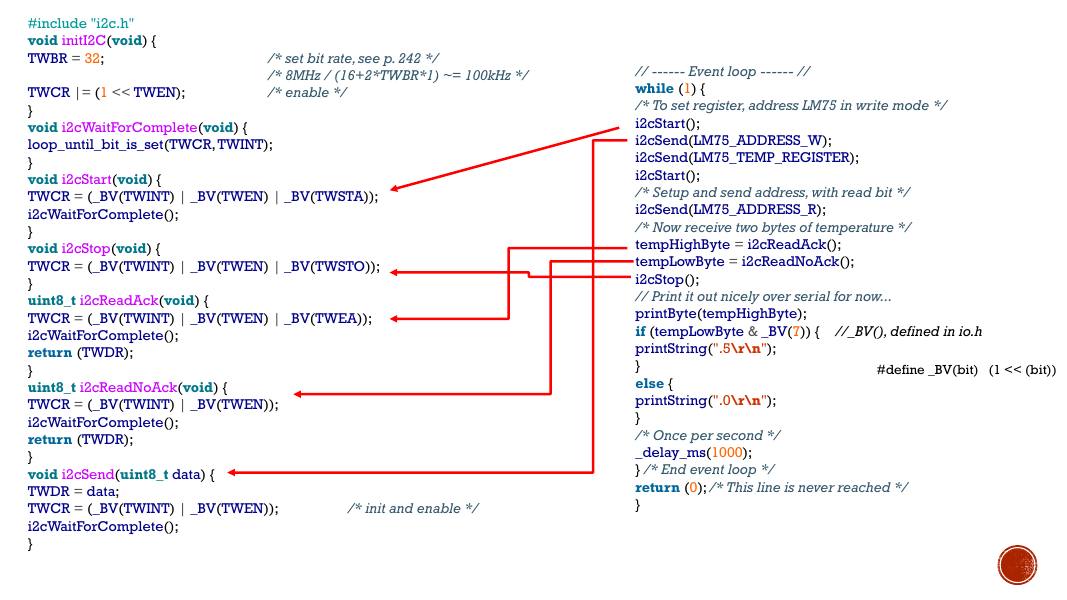 #include "i2c.h"
void initI2C(void) {
TWBR = 32; /* set bit rate, see p. 242 */
/* 8MHz / (16+2*TWBR*1) ~= 100kHz */
TWCR |= (1 << TWEN); /* enable */
}
void i2cWaitForComplete(void) {
loop_until_bit_is_set(TWCR, TWINT);
}
void i2cStart(void) {
TWCR = (_BV(TWINT) | _BV(TWEN) | _BV(TWSTA));
i2cWaitForComplete();
}
void i2cStop(void) {
TWCR = (_BV(TWINT) | _BV(TWEN) | _BV(TWSTO));
}
uint8_t i2cReadAck(void) {
TWCR = (_BV(TWINT) | _BV(TWEN) | _BV(TWEA));
i2cWaitForComplete();
return (TWDR);
}
uint8_t i2cReadNoAck(void) {
TWCR = (_BV(TWINT) | _BV(TWEN));
i2cWaitForComplete();
return (TWDR);
}
void i2cSend(uint8_t data) {
TWDR = data;
TWCR = (_BV(TWINT) | _BV(TWEN)); /* init and enable */
i2cWaitForComplete();
}
// ------ Event loop ------ //
while (1) {
/* To set register, address LM75 in write mode */
i2cStart();
i2cSend(LM75_ADDRESS_W);
i2cSend(LM75_TEMP_REGISTER);
i2cStart();
/* Setup and send address, with read bit */
i2cSend(LM75_ADDRESS_R);
/* Now receive two bytes of temperature */
tempHighByte = i2cReadAck();
tempLowByte = i2cReadNoAck();
i2cStop();
// Print it out nicely over serial for now...
printByte(tempHighByte);
if (tempLowByte & _BV(7)) { //_BV(), defined in io.h
printString(".5\r\n");
}
#define _BV(bit) (1 << (bit))
else {
printString(".0\r\n");
}
/* Once per second */
_delay_ms(1000);
} /* End event loop */
return (0); /* This line is never reached */
}